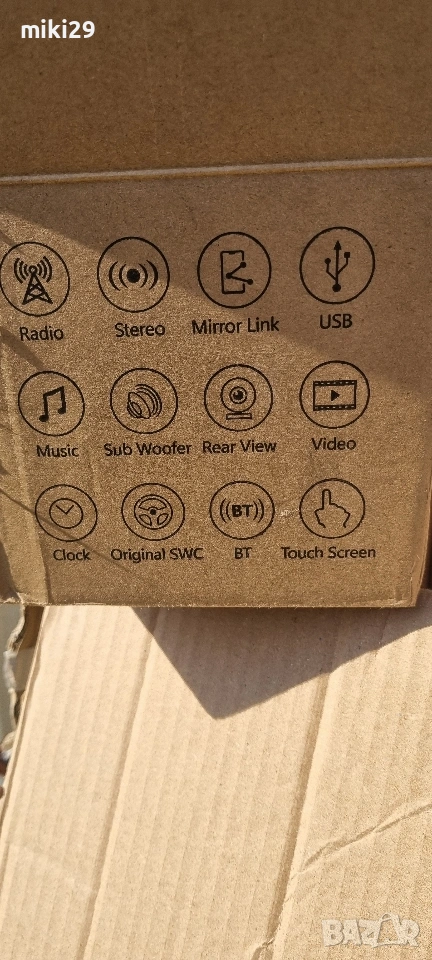 miki29
Radio Stereo Mirror Link USB
Music Sub Woofer Rear View Video
BT
Clock Original SWC BT Touch Screen
BAZAR